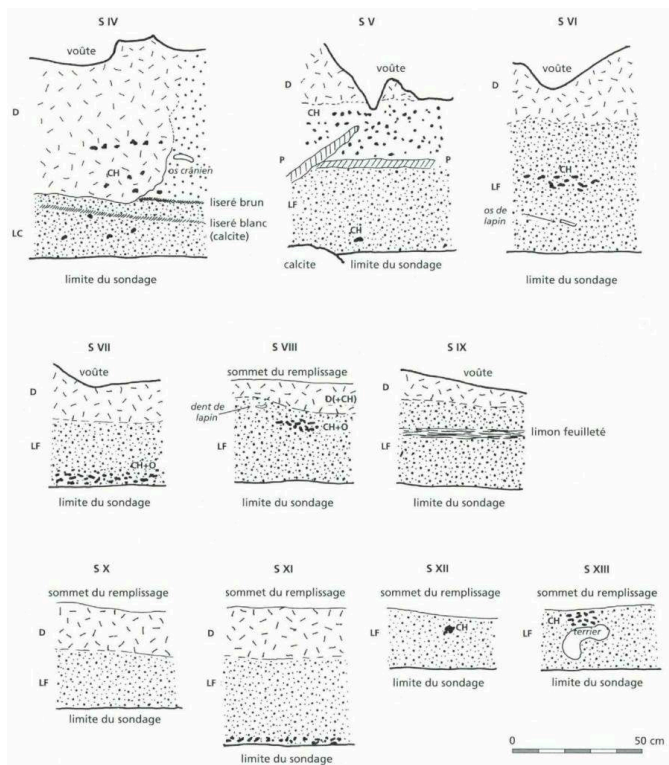 S IV
voûte
D
CH
os crânien
liseré brun
liseré blanc
(calcite)
LC
limite du sondage
S V
D
voûte
CH
P
P
LF
CH
calcite
limite du sondage
S VI
voûte
D
CH
LF
os de
lapin
limite du sondage
S VII
voûte
D
LF
CH+O
limite du sondage
S VIII
sommet du remplissage
D(+CH)
dent de
lapin
CH+O
LF
limite du sondage
S IX
voûte
D
LF
limon feuilleté
limite du sondage
S X
sommet du remplissage
D
LF
limite du sondage
S XI
sommet du remplissage
D
LF
limite du sondage
S XII
sommet du remplissage
LF
CH
limite du sondage
S XIII
sommet du remplissage
CH
LF
terrier
limite du sondage
0
50 cm